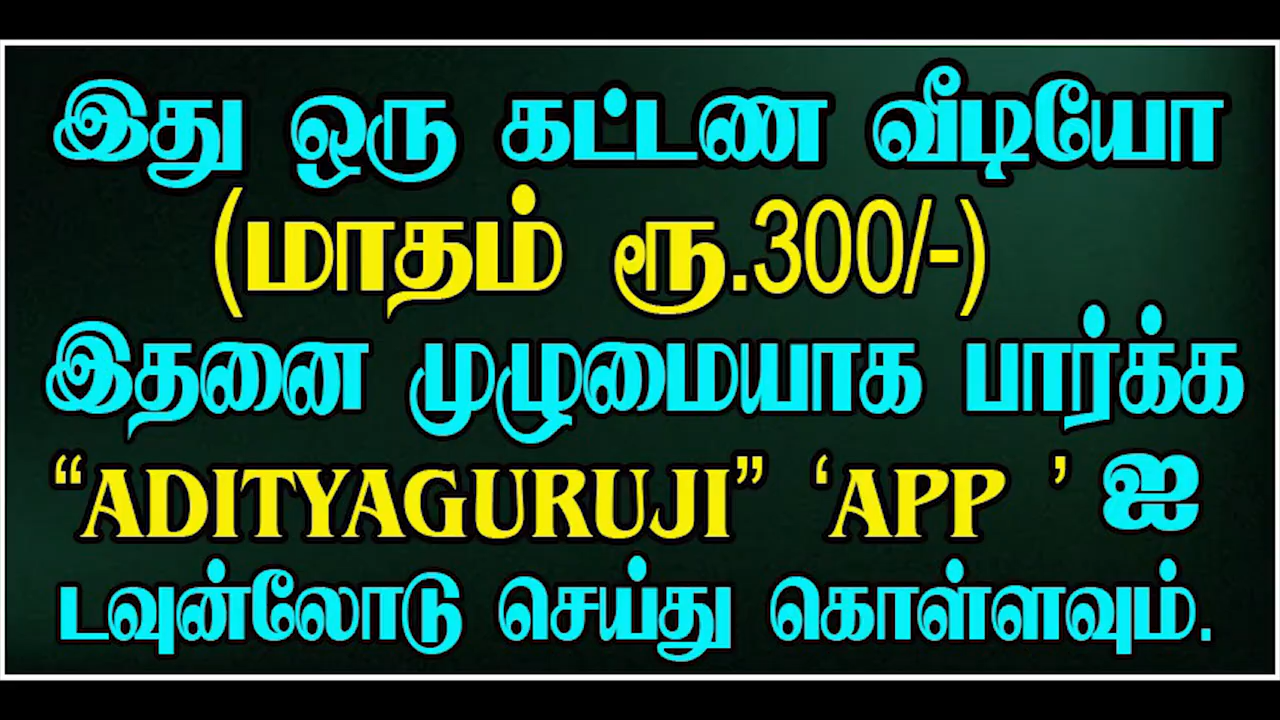 இது ஒரு கட்டண வீடியோ
(மாதம் ரூ.300/-)
இதனை முழுமையாக பார்க்க
“ADITYAGURUJI” ‘APP ’ ஐ
டவுன்லோடு செய்து கொள்ளவும்.